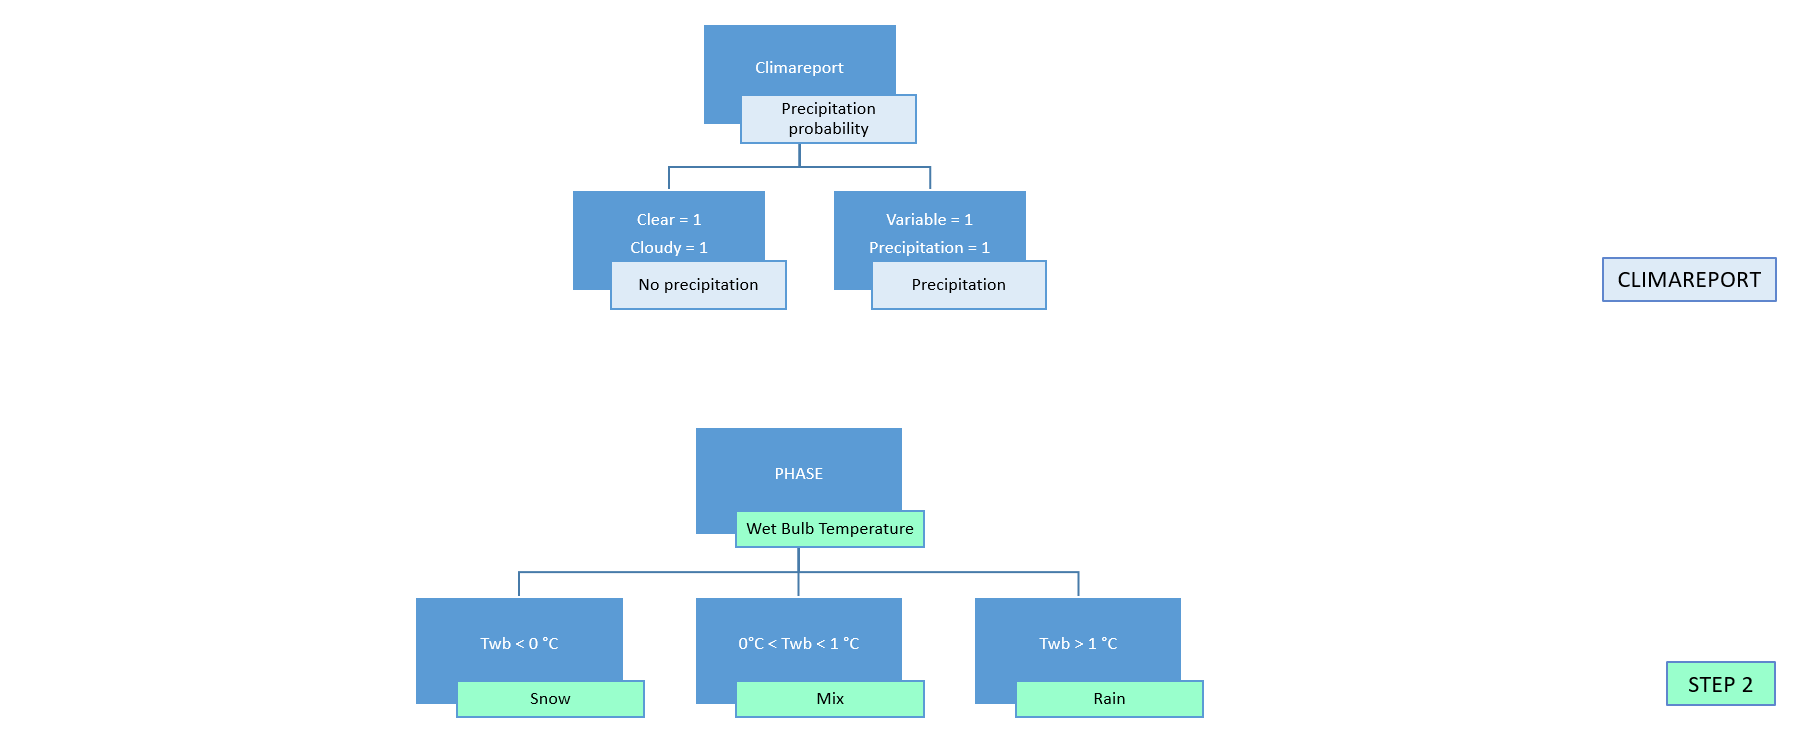 Climareport
Precipitation
probability
Clear = 1
Cloudy = 1
No precipitation
Variable = 1
Precipitation = 1
Precipitation
CLIMAREPORT
PHASE
Wet Bulb Temperature
Twb < 0 °C
Snow
0°C < Twb < 1 °C
Mix
Twb > 1 °C
Rain
STEP 2